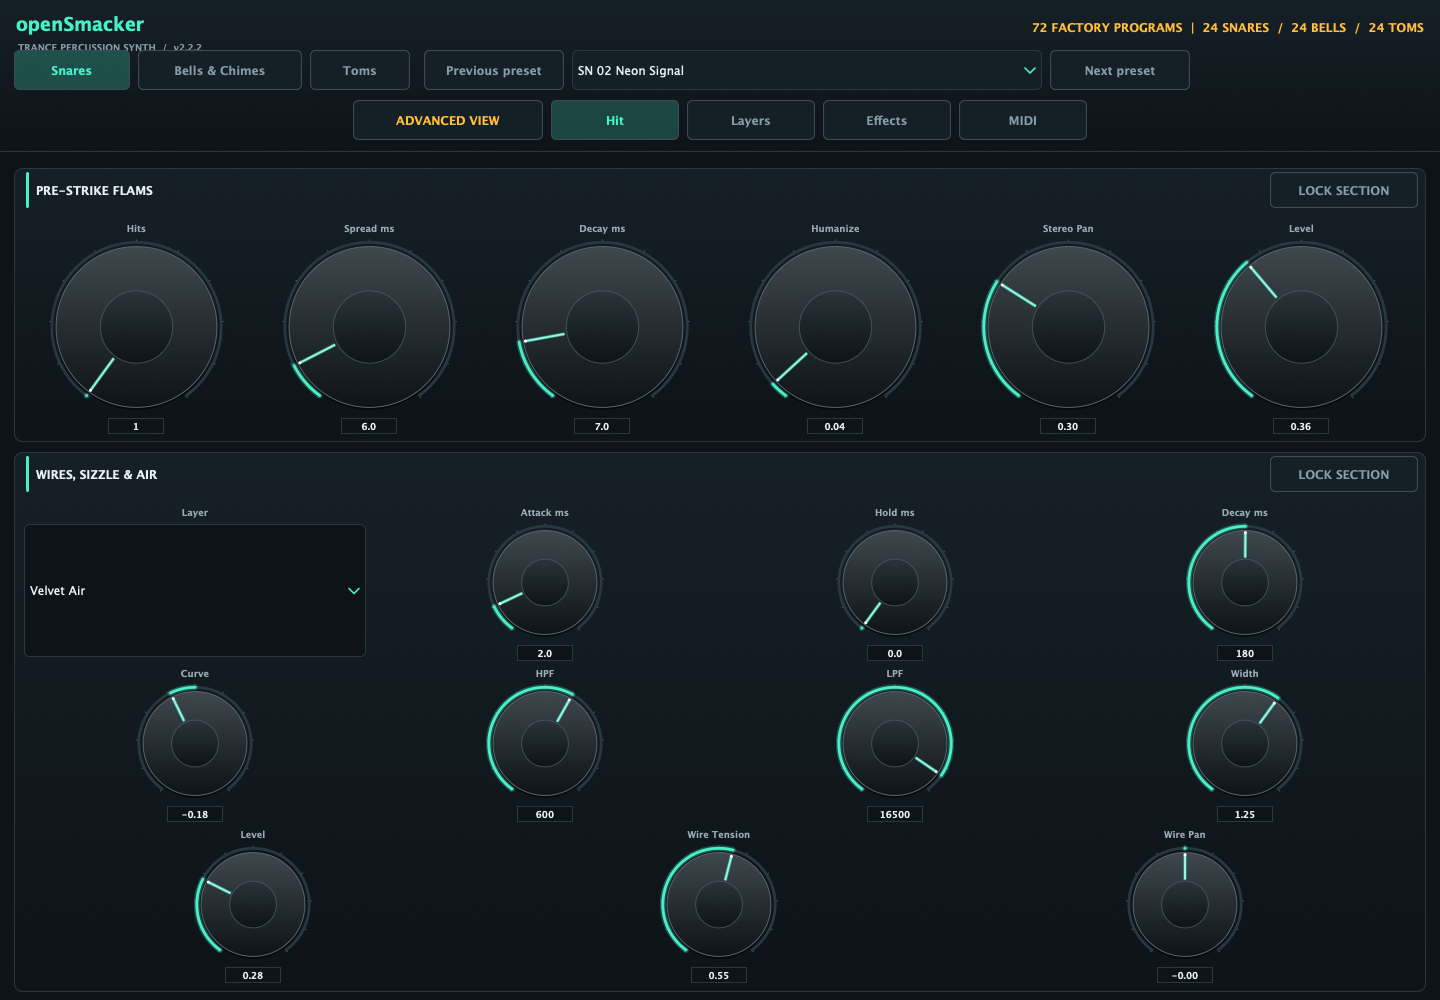 openSmacker
72 FACTORY PROGRAMS | 24 SNARES / 24 BELLS / 24 TOMS
TRANCE PERCUSSION SYNTH / v2.2.2
Snares Bells & Chimes Toms Previous preset SN 02 Neon Signal Next preset
ADVANCED VIEW Hit Layers Effects MIDI
PRE-STRIKE FLAMS LOCK SECTION
Hits Spread ms Decay ms Humanize Stereo Pan Level
1 6.0 7.0 0.04 0.30 0.36
WIRES, SIZZLE & AIR LOCK SECTION
Layer Attack ms Hold ms Decay ms
Velvet Air
2.0 0.0 180
Curve HPF LPF Width
-0.18 600 16500 1.25
Level Wire Tension Wire Pan
0.28 0.55 -0.00